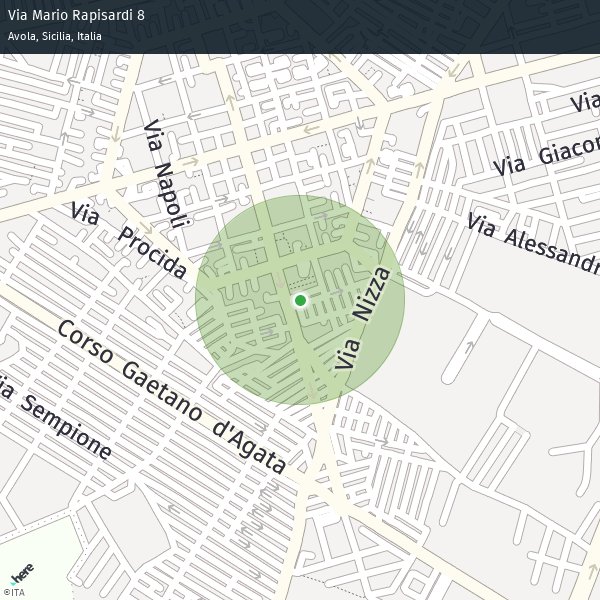 Via Mario Rapisardi 8
Avola, Sicilia, Italia
Via
Via Giacom
Via Napoli
Via Procida
Via Alessandr
Via Nizza
Corso Gaetano d'Agata
Via Sempione
here
©ITA